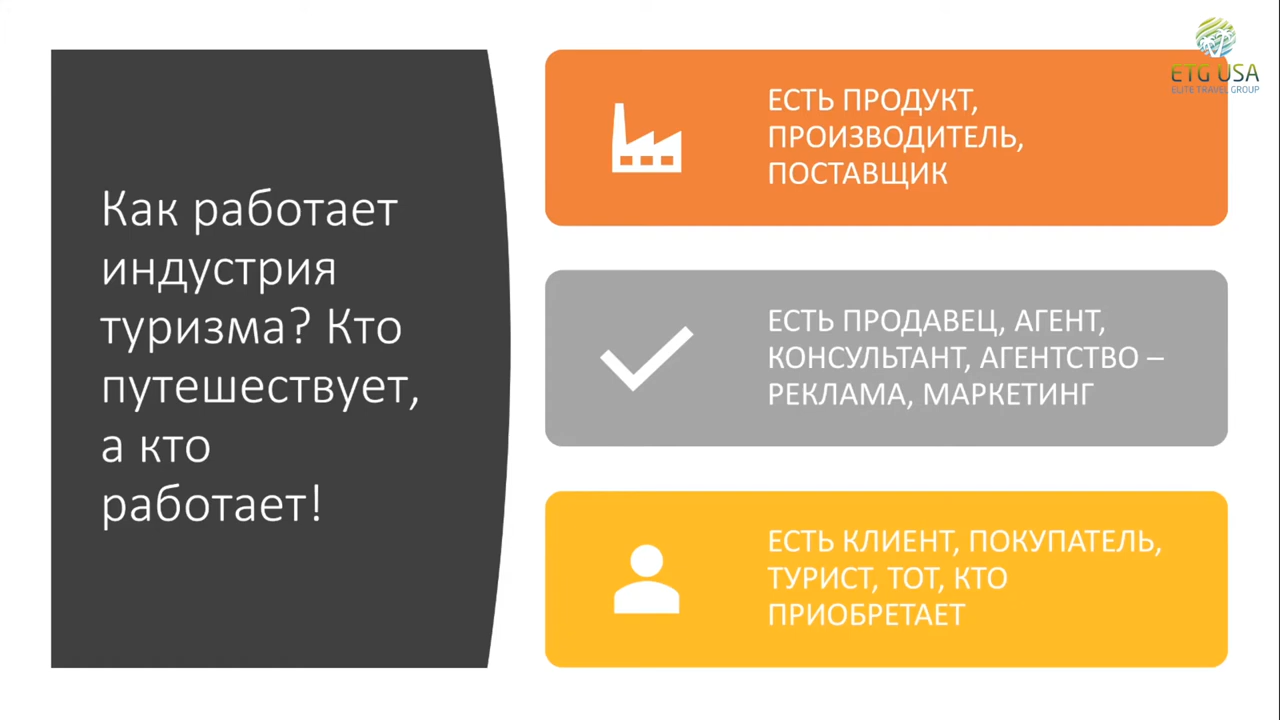 Как работает
индустрия
туризма? Кто
путешествует,
а кто
работает!
ETG USA
ELITE TRAVEL GROUP
ЕСТЬ ПРОДУКТ,
ПРОИЗВОДИТЕЛЬ,
ПОСТАВЩИК
ЕСТЬ ПРОДАВЕЦ, АГЕНТ,
КОНСУЛЬТАНТ, АГЕНТСТВО –
РЕКЛАМА, МАРКЕТИНГ
ЕСТЬ КЛИЕНТ, ПОКУПАТЕЛЬ,
ТУРИСТ, ТОТ, КТО
ПРИОБРЕТАЕТ